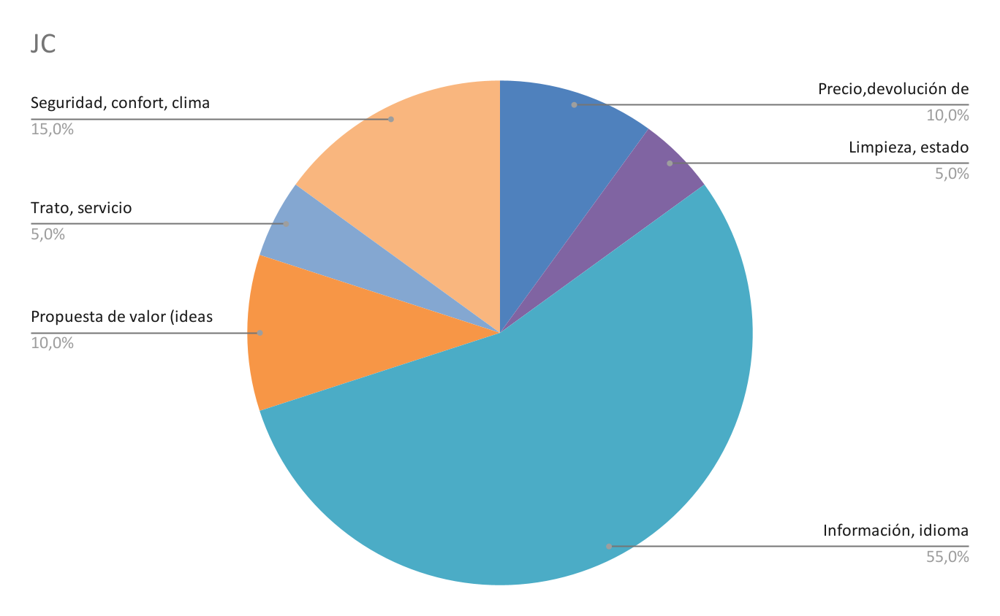 JC
Seguridad, confort, clima
15,0%
Trato, servicio
5,0%
Propuesta de valor (ideas
10,0%
Precio,devolución de
10,0%
Limpieza, estado
5,0%
Información, idioma
55,0%